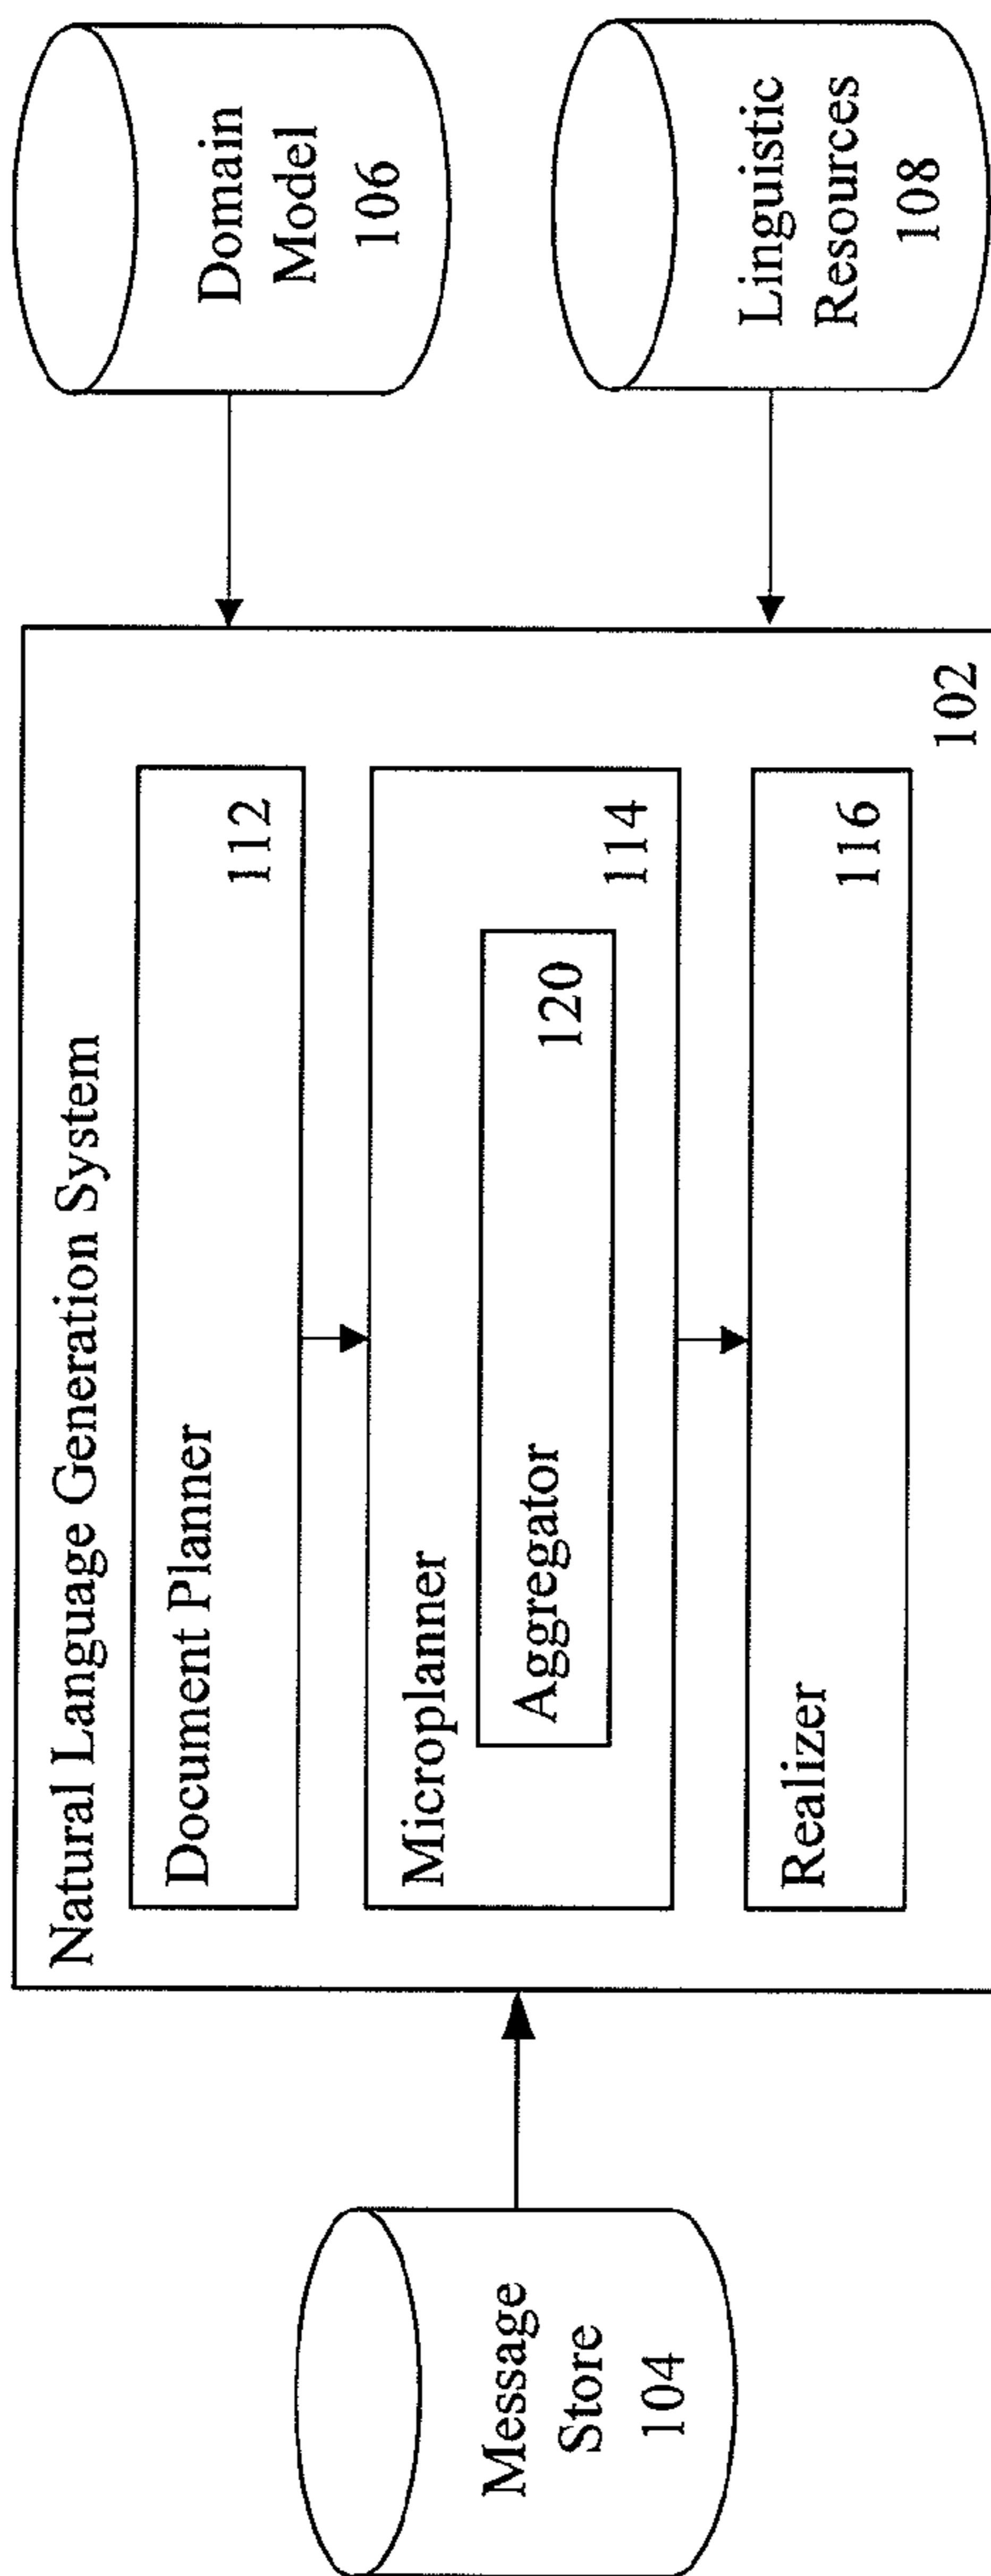 Natural Language Generation System
Document Planner
112
Microplanner
114
Aggregator
120
Realizer
116
102
Message
Store
104
Domain
Model
106
Linguistic
Resources
108